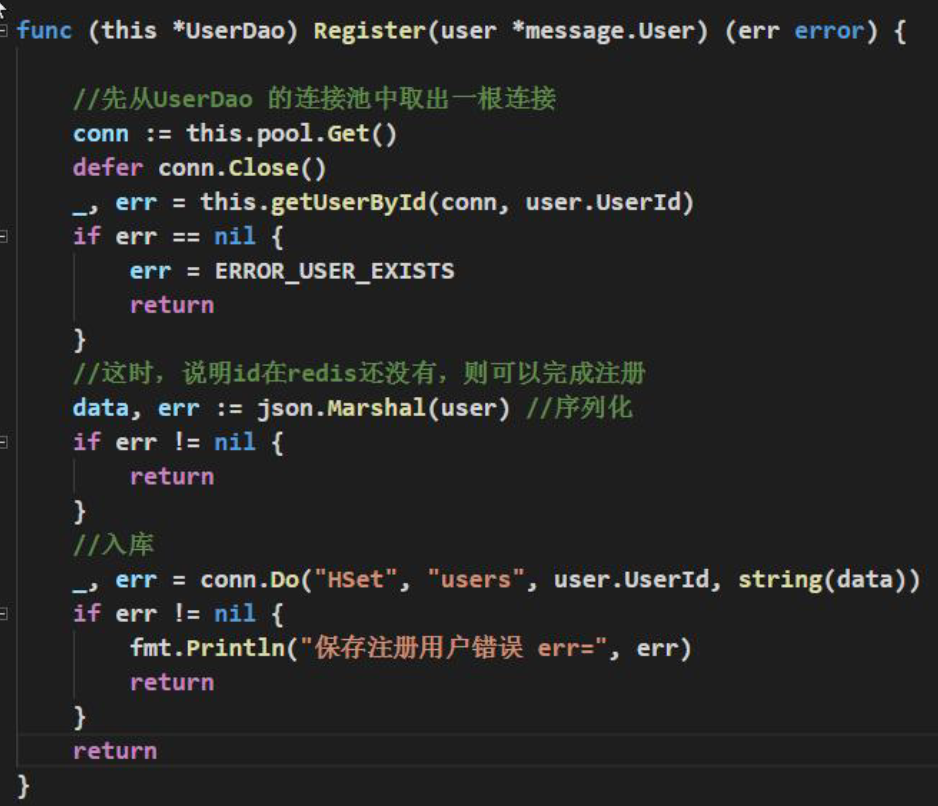 func (this *UserDao) Register(user *message.User) (err error) {
//先从UserDao 的连接池中取出一根连接
conn := this.pool.Get()
defer conn.Close()
_, err = this.getUserById(conn, user.UserId)
if err == nil {
err = ERROR_USER_EXISTS
return
}
//这时，说明id在redis还没有，则可以完成注册
data, err := json.Marshal(user) //序列化
if err != nil {
return
}
//入库
_, err = conn.Do("HSet", "users", user.UserId, string(data))
if err != nil {
fmt.Println("保存注册用户错误 err=", err)
return
}
return
}